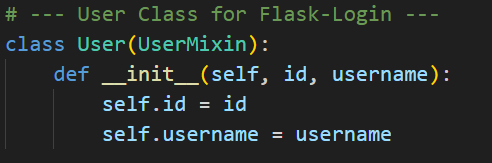 # --- User Class for Flask-Login ---
class User(UserMixin):
    def __init__(self, id, username):
        self.id = id
        self.username = username